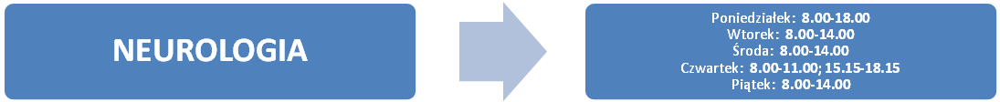 NEUROLOGIA
Poniedziałek: 8.00-18.00
Wtorek: 8.00-14.00
Środa: 8.00-14.00
Czwartek: 8.00-11.00; 15.15-18.15
Piątek: 8.00-14.00